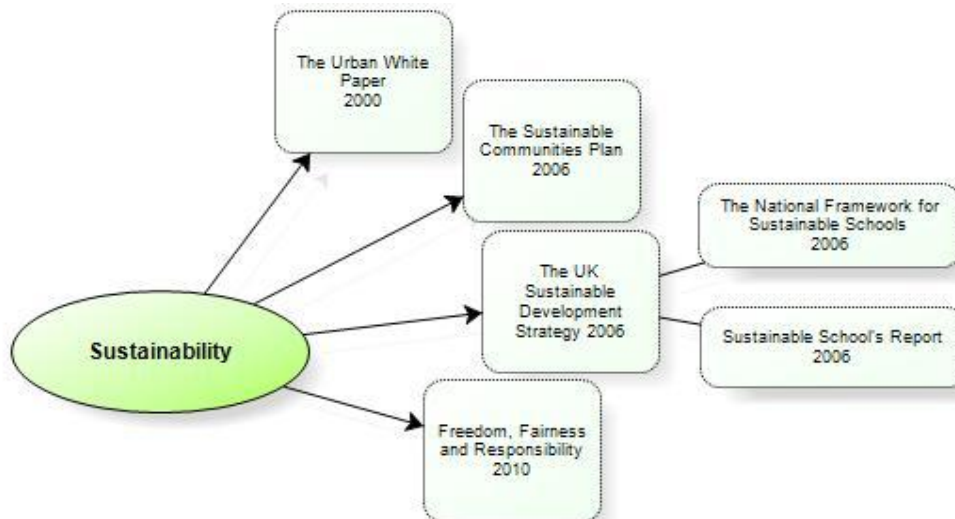 The Urban White
Paper
2000
The Sustainable
Communities Plan
2006
The National Framework for
Sustainable Schools
2006
The UK
Sustainable
Development
Strategy 2006
Sustainability
Sustainable School's Report
2006
Freedom, Fairness
and Responsibility
2010